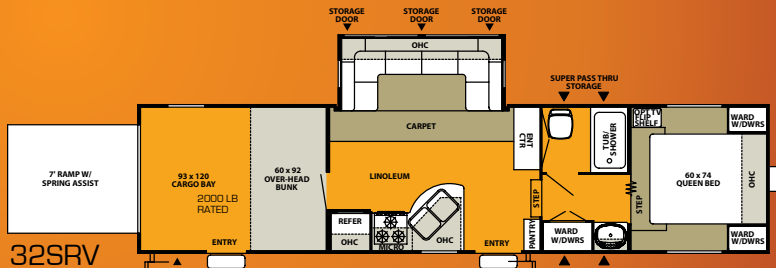 STORAGE
DOOR
STORAGE
DOOR
STORAGE
DOOR
OHC
SUPER PASS THRU
STORAGE
CARPET
ENT
CTR
TUB/
SHOWER
OPT TV
FLIP
SHELF
WARD
W/DWRS
7' RAMP W/
SPRING ASSIST
93 x 120
CARGO BAY
2000 LB
RATED
60 x 92
OVER-HEAD
BUNK
LINOLEUM
STEP
STEP
60 x 74
QUEEN BED
OHC
REFER
OHC
MICRO
OHC
PANTRY
WARD
W/DWRS
WARD
W/DWRS
ENTRY
ENTRY
32SRV